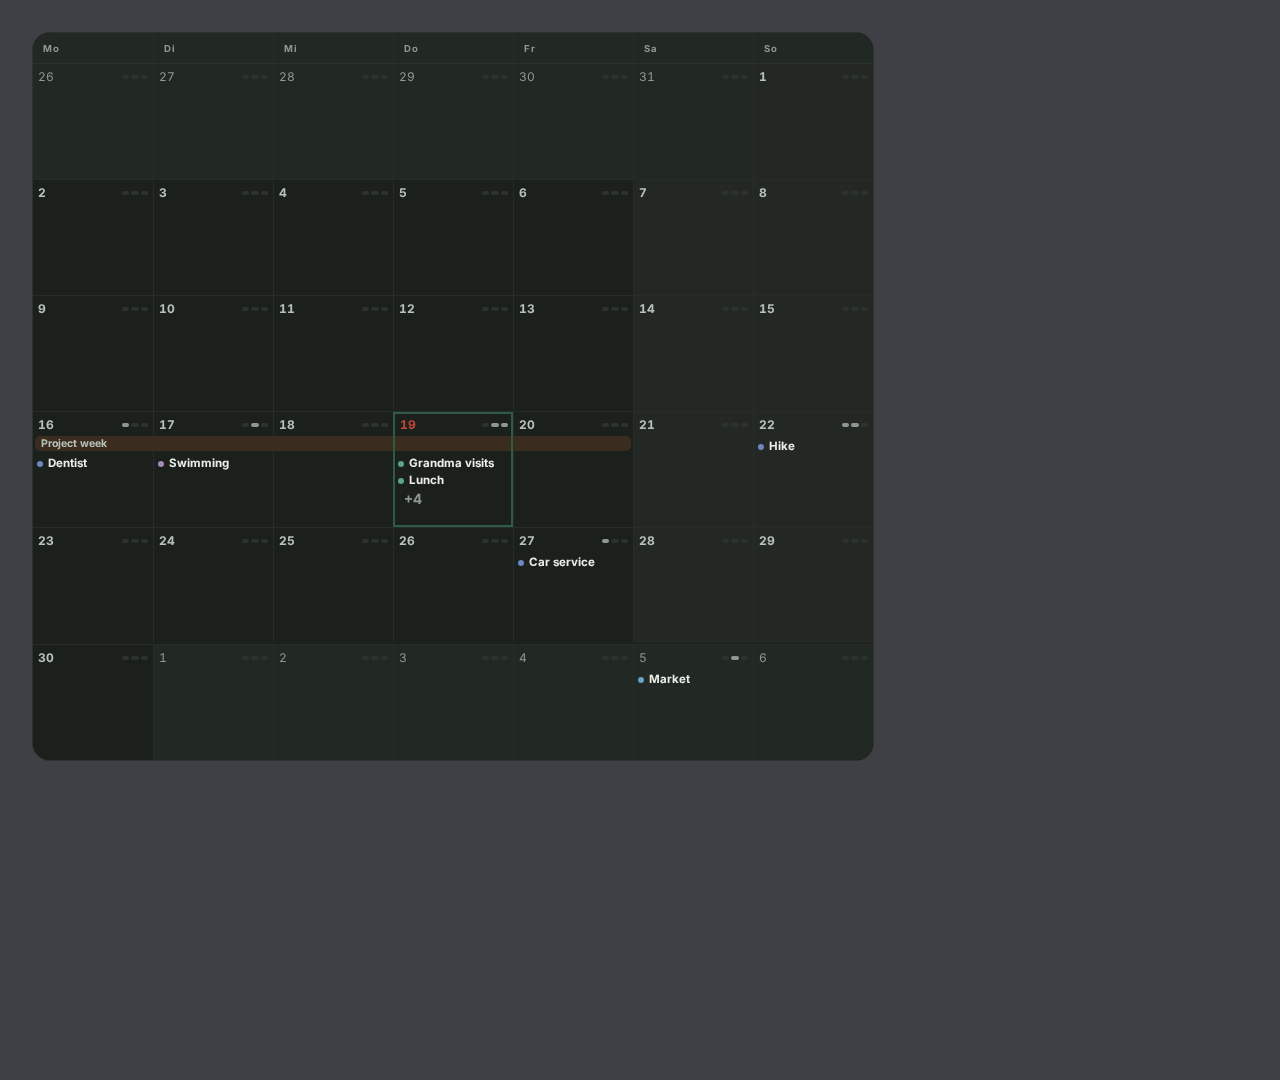 Mo Di Mi Do Fr Sa So
26 27 28 29 30 31 1
2 3 4 5 6 7 8
9 10 11 12 13 14 15
16 17 18 19 20 21 22
Project week
Hike
Dentist Swimming Grandma visits
Lunch
+4
23 24 25 26 27 28 29
Car service
30 1 2 3 4 5 6
Market